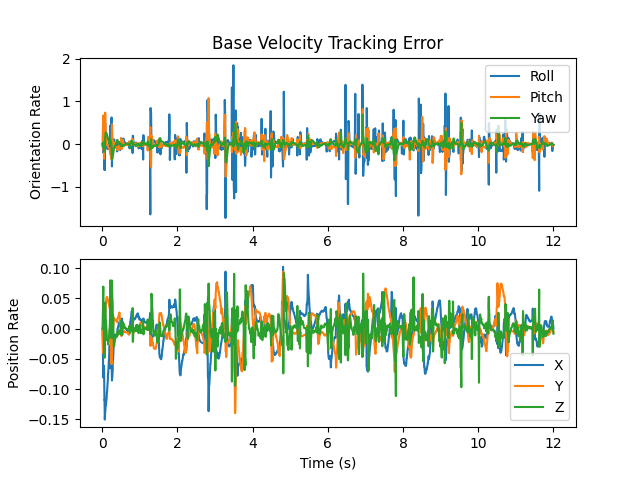 Base Velocity Tracking Error
Orientation Rate
2
1
0
−1
Roll
Pitch
Yaw
0 2 4 6 8 10 12
Position Rate
0.10
0.05
0.00
−0.05
−0.10
−0.15
X
Y
Z
0 2 4 6 8 10 12
Time (s)